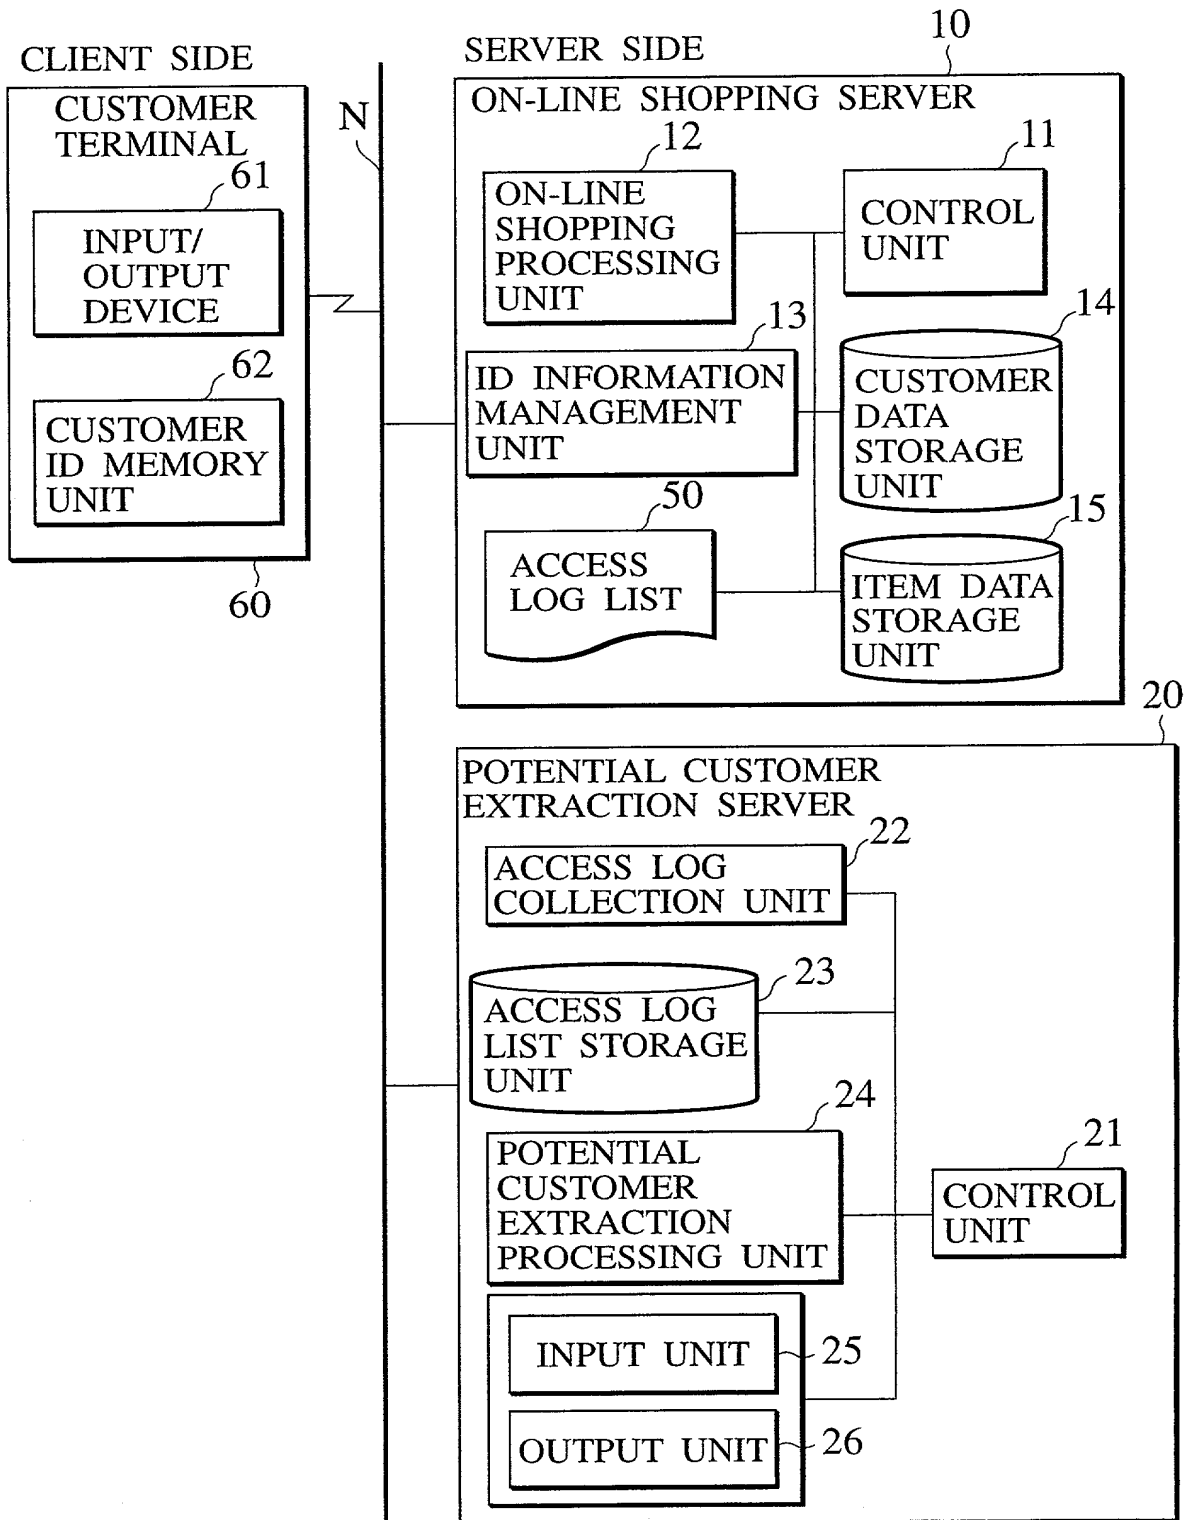 CLIENT SIDE
CUSTOMER
TERMINAL
61
INPUT/
OUTPUT
DEVICE
62
CUSTOMER
ID MEMORY
UNIT
60
N
SERVER SIDE
10
ON-LINE SHOPPING SERVER
12
ON-LINE
SHOPPING
PROCESSING
UNIT
11
CONTROL
UNIT
13
ID INFORMATION
MANAGEMENT
UNIT
14
CUSTOMER
DATA
STORAGE
UNIT
50
ACCESS
LOG LIST
15
ITEM DATA
STORAGE
UNIT
20
POTENTIAL CUSTOMER
EXTRACTION SERVER
22
ACCESS LOG
COLLECTION UNIT
23
ACCESS LOG
LIST STORAGE
UNIT
24
POTENTIAL
CUSTOMER
EXTRACTION
PROCESSING UNIT
21
CONTROL
UNIT
INPUT UNIT
25
OUTPUT UNIT
26